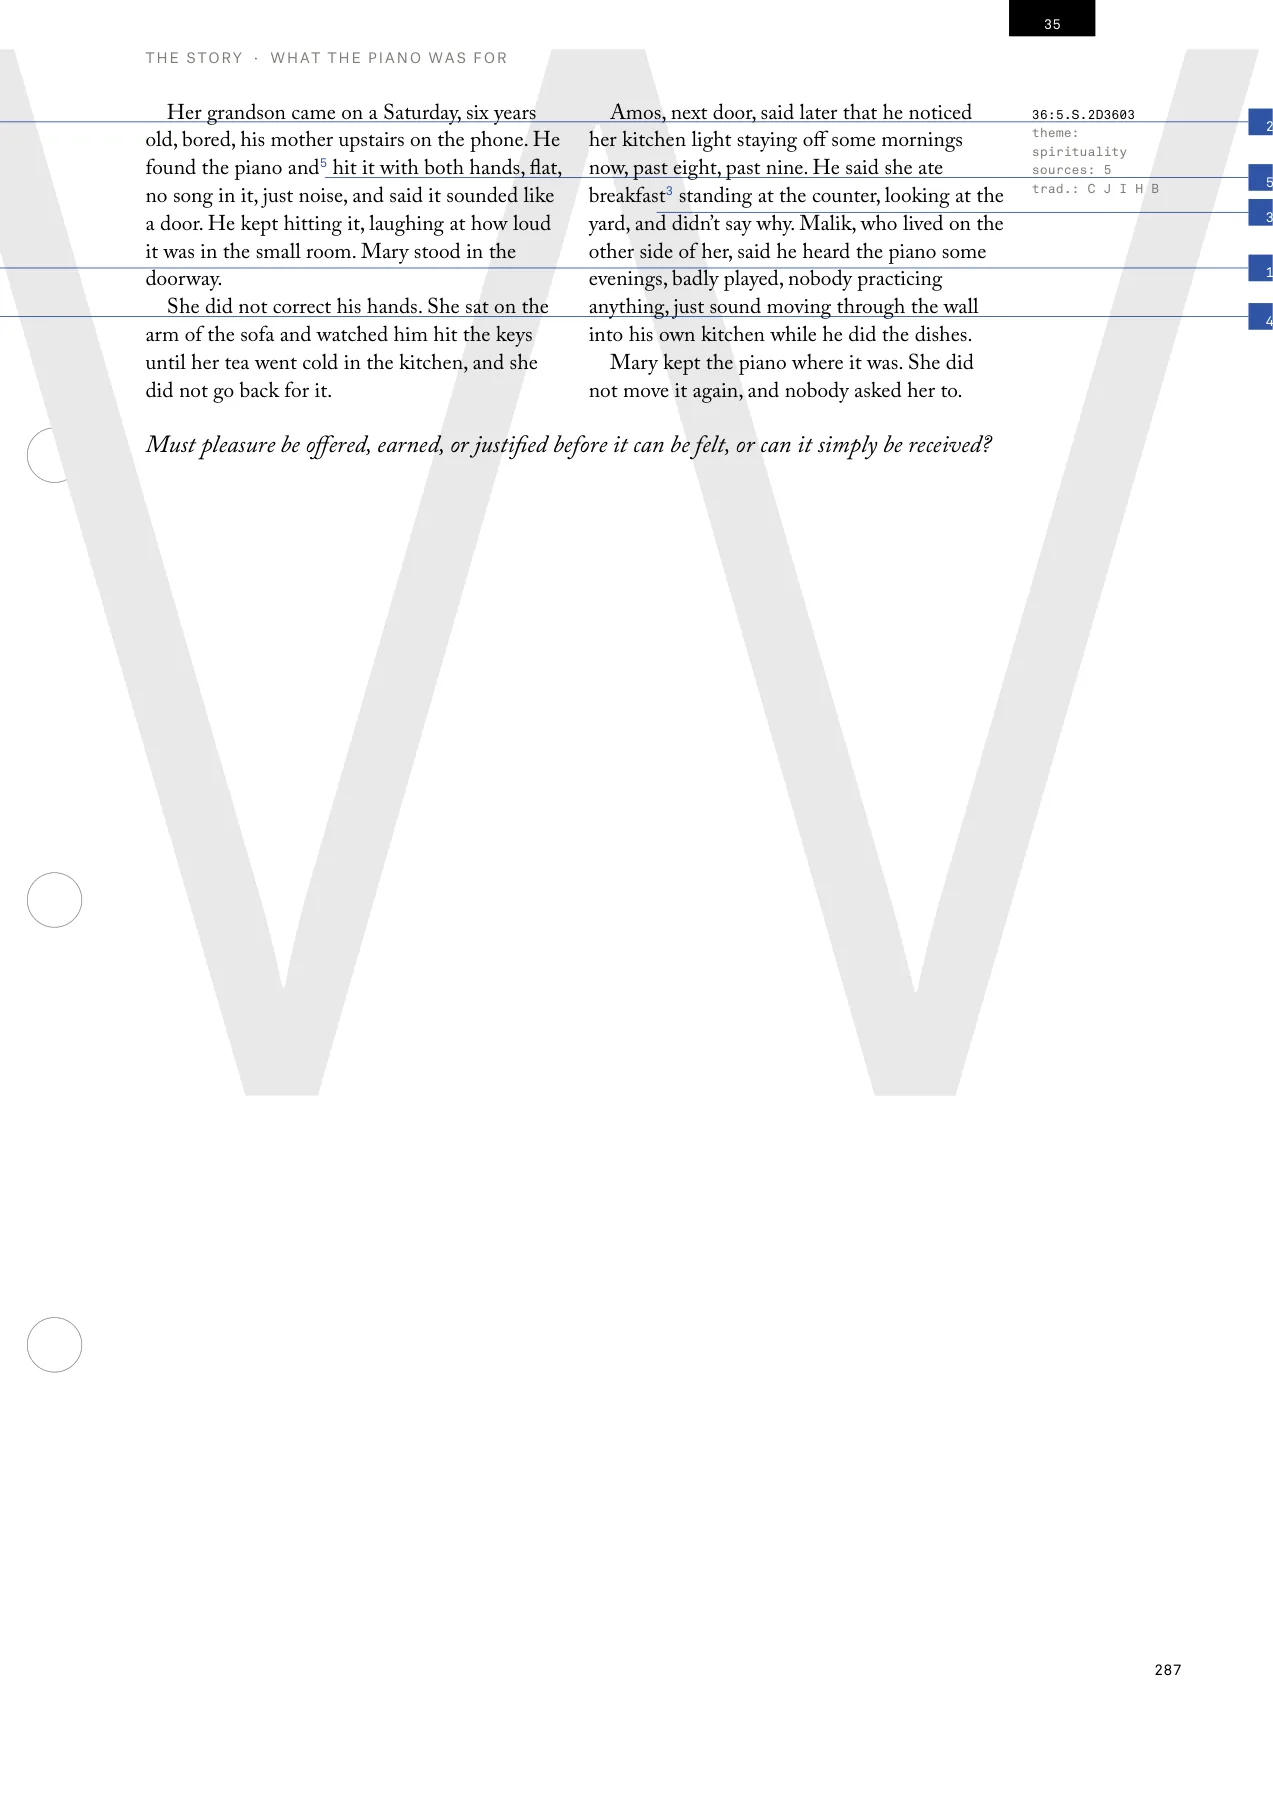 35
THE STORY · WHAT THE PIANO WAS FOR
Her grandson came on a Saturday, six years
old, bored, his mother upstairs on the phone. He
found the piano and5 hit it with both hands, flat,
no song in it, just noise, and said it sounded like
a door. He kept hitting it, laughing at how loud
it was in the small room. Mary stood in the
doorway.
She did not correct his hands. She sat on the
arm of the sofa and watched him hit the keys
until her tea went cold in the kitchen, and she
did not go back for it.
Amos, next door, said later that he noticed
her kitchen light staying off some mornings
now, past eight, past nine. He said she ate
breakfast3 standing at the counter, looking at the
yard, and didn’t say why. Malik, who lived on the
other side of her, said he heard the piano some
evenings, badly played, nobody practicing
anything, just sound moving through the wall
into his own kitchen while he did the dishes.
Mary kept the piano where it was. She did
not move it again, and nobody asked her to.
Must pleasure be offered, earned, or justified before it can be felt, or can it simply be received?
36:5.S.2D3603
theme:
spirituality
sources: 5
trad.: C J I H B
2
5
3
1
4
W
287